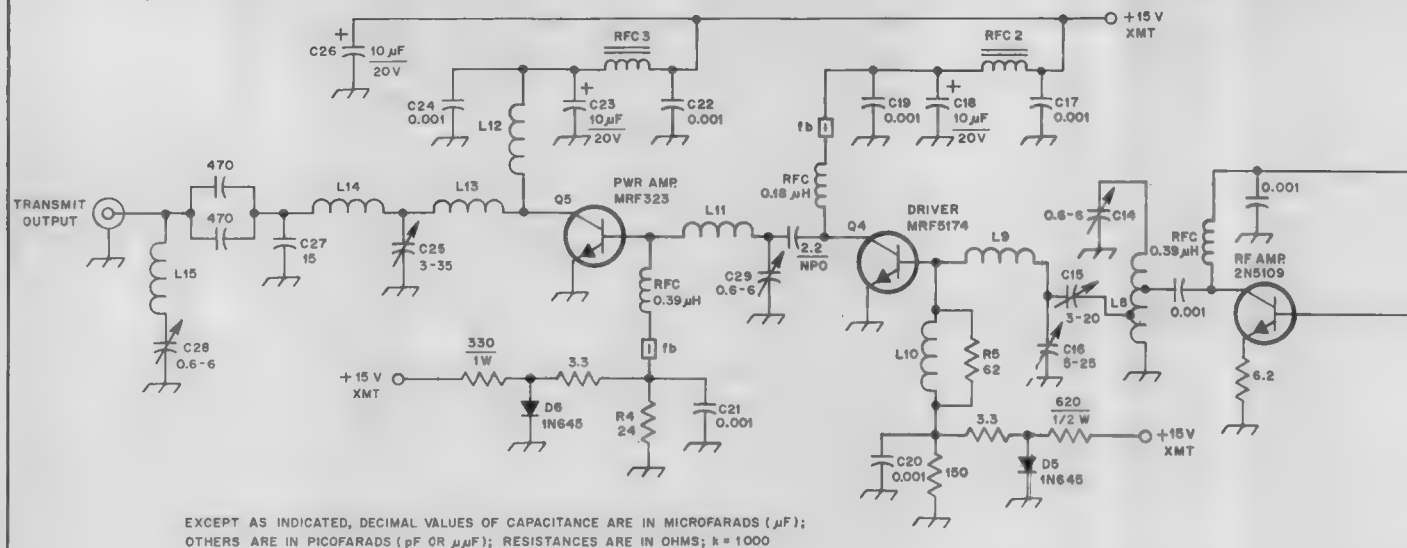 +15 V
XMT
RFC 3
RFC 2
C26
+
10 µF
20V
C24
0.001
L12
+
C23
10 µF
20V
C22
0.001
fb
C19
0.001
+
C18
10 µF
20V
C17
0.001
470
470
TRANSMIT
OUTPUT
L14
L13
Q5
PWR AMP.
MRF323
RFC
0.18 µH
L11
2.2
NPO
Q4
DRIVER
MRF5174
L9
0.6-6
C14
0.001
RFC
0.39 µH
RF AMP.
2N5109
C27
15
C25
3-35
RFC
0.39 µH
C29
0.6-6
C15
3-20
L8
0.001
L15
C28
0.6-6
fb
L10
R5
62
C16
5-25
6.2
+15 V
XMT
330
1W
3.3
D6
1N645
R4
24
C21
0.001
3.3
620
1/2 W
+15 V
XMT
C20
0.001
150
D5
1N645
EXCEPT AS INDICATED, DECIMAL VALUES OF CAPACITANCE ARE IN MICROFARADS (µF);
OTHERS ARE IN PICOFARADS (pF OR µµF); RESISTANCES ARE IN OHMS; k = 1000